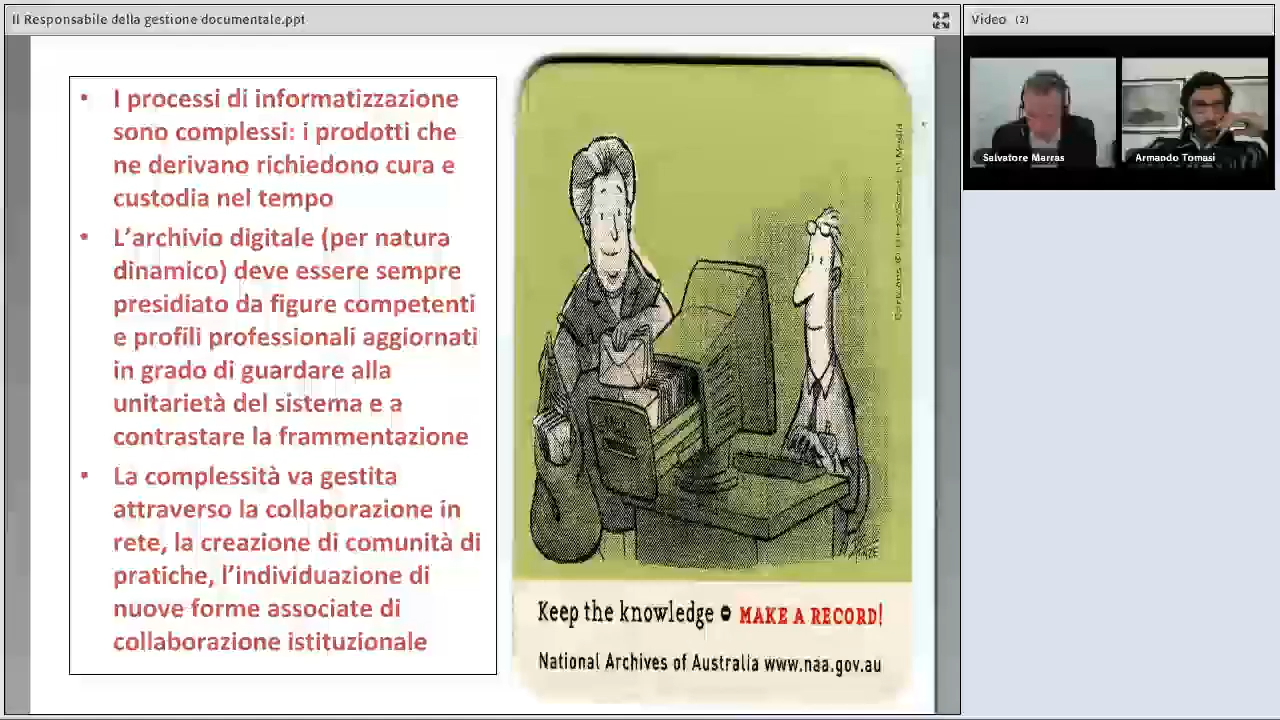 Il Responsabile della gestione documentale.ppt
Video (2)
Salvatore Marras
Armando Tomasi
• I processi di informatizzazione
sono complessi: i prodotti che
ne derivano richiedono cura e
custodia nel tempo
• L’archivio digitale (per natura
dinamico) deve essere sempre
presidiato da figure competenti
e profili professionali aggiornati
in grado di guardare alla
unitarietà del sistema e a
contrastare la frammentazione
• La complessità va gestita
attraverso la collaborazione in
rete, la creazione di comunità di
pratiche, l’individuazione di
nuove forme associate di
collaborazione istituzionale
Keep the knowledge MAKE A RECORD!
National Archives of Australia www.naa.gov.au